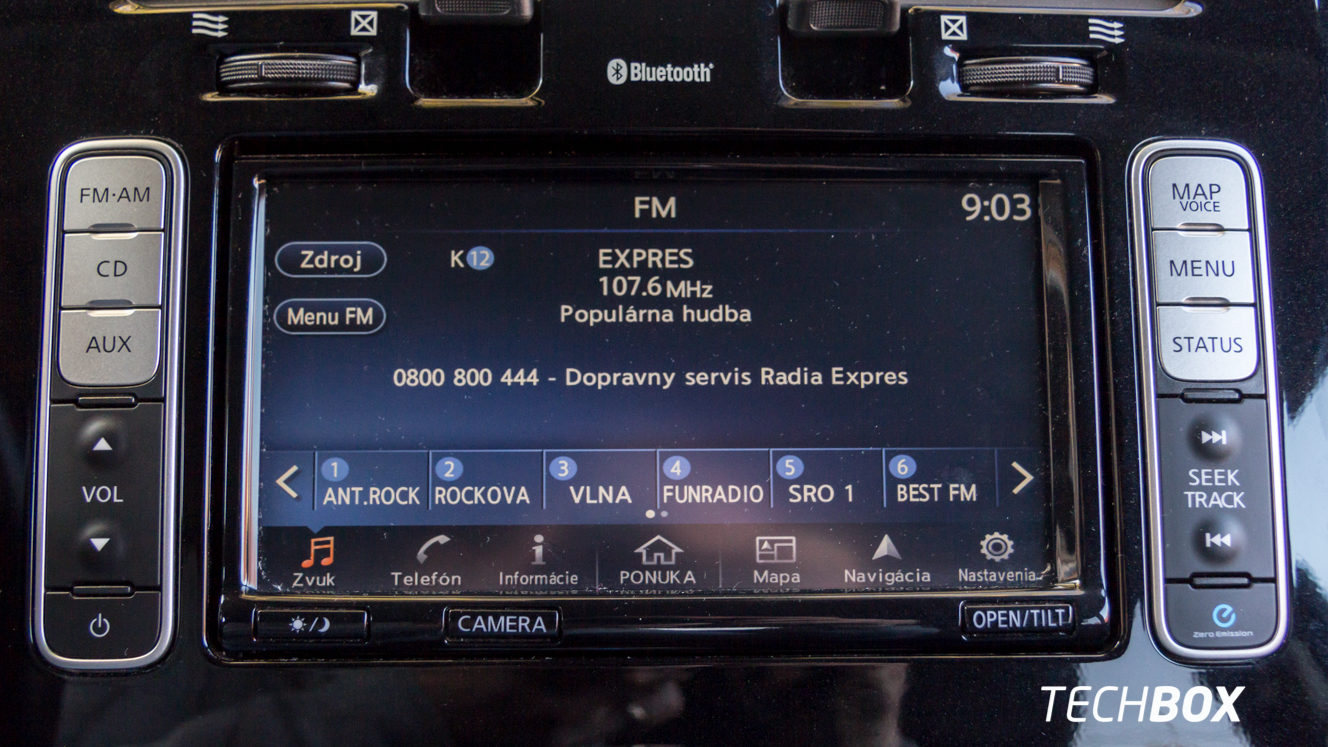 Bluetooth
FM·AM
CD
AUX
VOL
MAP
VOICE
MENU
STATUS
SEEK
TRACK
Zero Emission
FM
9:03
Zdroj
K 12
EXPRES
107.6 MHz
Menu FM
Populárna hudba
0800 800 444 - Dopravny servis Radia Expres
1 ANT.ROCK
2 ROCKOVA
3 VLNA
4 FUNRADIO
5 SRO 1
6 BEST FM
Zvuk
Telefón
Informácie
PONUKA
Mapa
Navigácia
Nastavenia
CAMERA
OPEN/TILT
TECHBOX